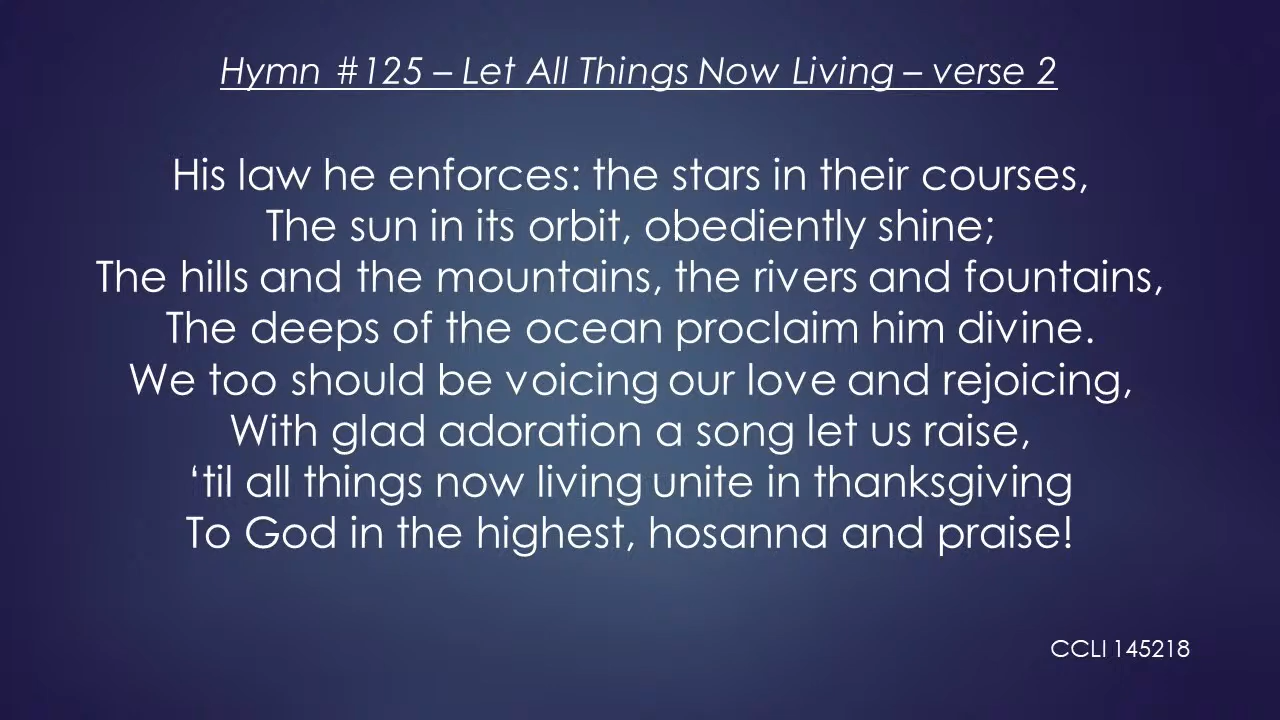 Hymn #125 – Let All Things Now Living – verse 2
His law he enforces: the stars in their courses,
The sun in its orbit, obediently shine;
The hills and the mountains, the rivers and fountains,
The deeps of the ocean proclaim him divine.
We too should be voicing our love and rejoicing,
With glad adoration a song let us raise,
‘til all things now living unite in thanksgiving
To God in the highest, hosanna and praise!
CCLI 145218